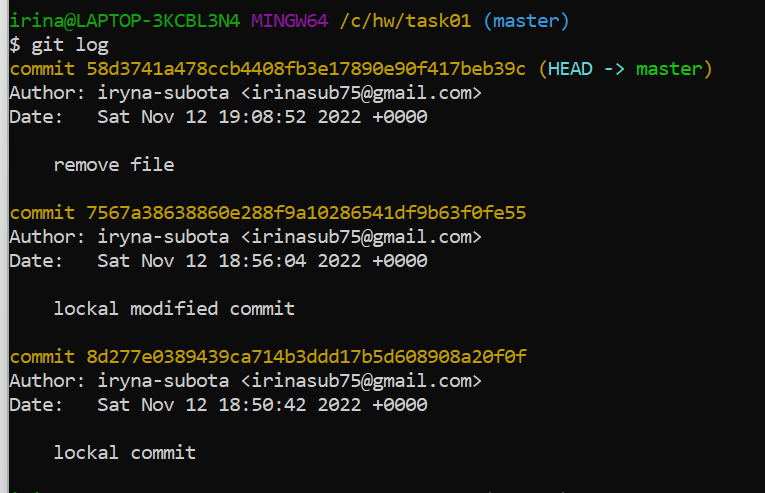 irina@LAPTOP-3KCBL3N4 MINGW64 /c/hw/task01 (master)
$ git log
commit 58d3741a478ccb4408fb3e17890e90f417beb39c (HEAD -> master)
Author: iryna-subota <irinasub75@gmail.com>
Date:   Sat Nov 12 19:08:52 2022 +0000
remove file
commit 7567a38638860e288f9a10286541df9b63f0fe55
Author: iryna-subota <irinasub75@gmail.com>
Date:   Sat Nov 12 18:56:04 2022 +0000
lockal modified commit
commit 8d277e0389439ca714b3ddd17b5d608908a20f0f
Author: iryna-subota <irinasub75@gmail.com>
Date:   Sat Nov 12 18:50:42 2022 +0000
lockal commit